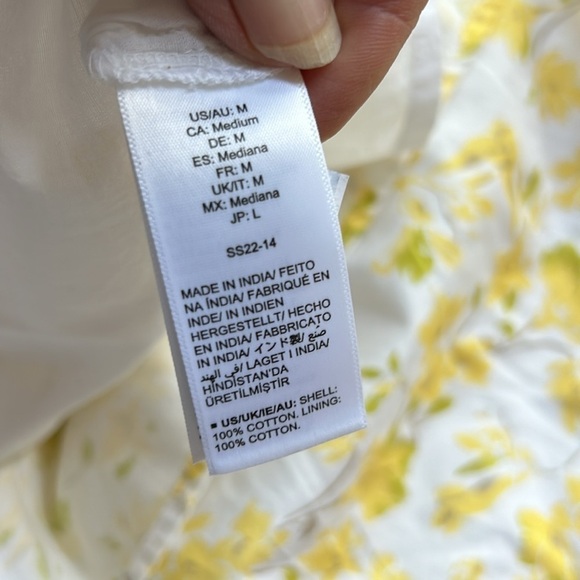 US/AU: M
CA: Medium
DE: M
ES: Mediana
FR: M
UK/IT: M
MX: Mediana
JP: L
SS22-14
MADE IN INDIA/ FEITO
NA ÍNDIA/ FABRIQUÉ EN
INDE/ IN INDIEN
HERGESTELLT/ HECHO
EN INDIA/ FABBRICATO
IN INDIA/ インド製/ صنع
في الهند/ LAGET I INDIA/
HİNDİSTAN'DA
ÜRETİLMİŞTİR
■ US/UK/IE/AU: SHELL:
100% COTTON. LINING:
100% COTTON.